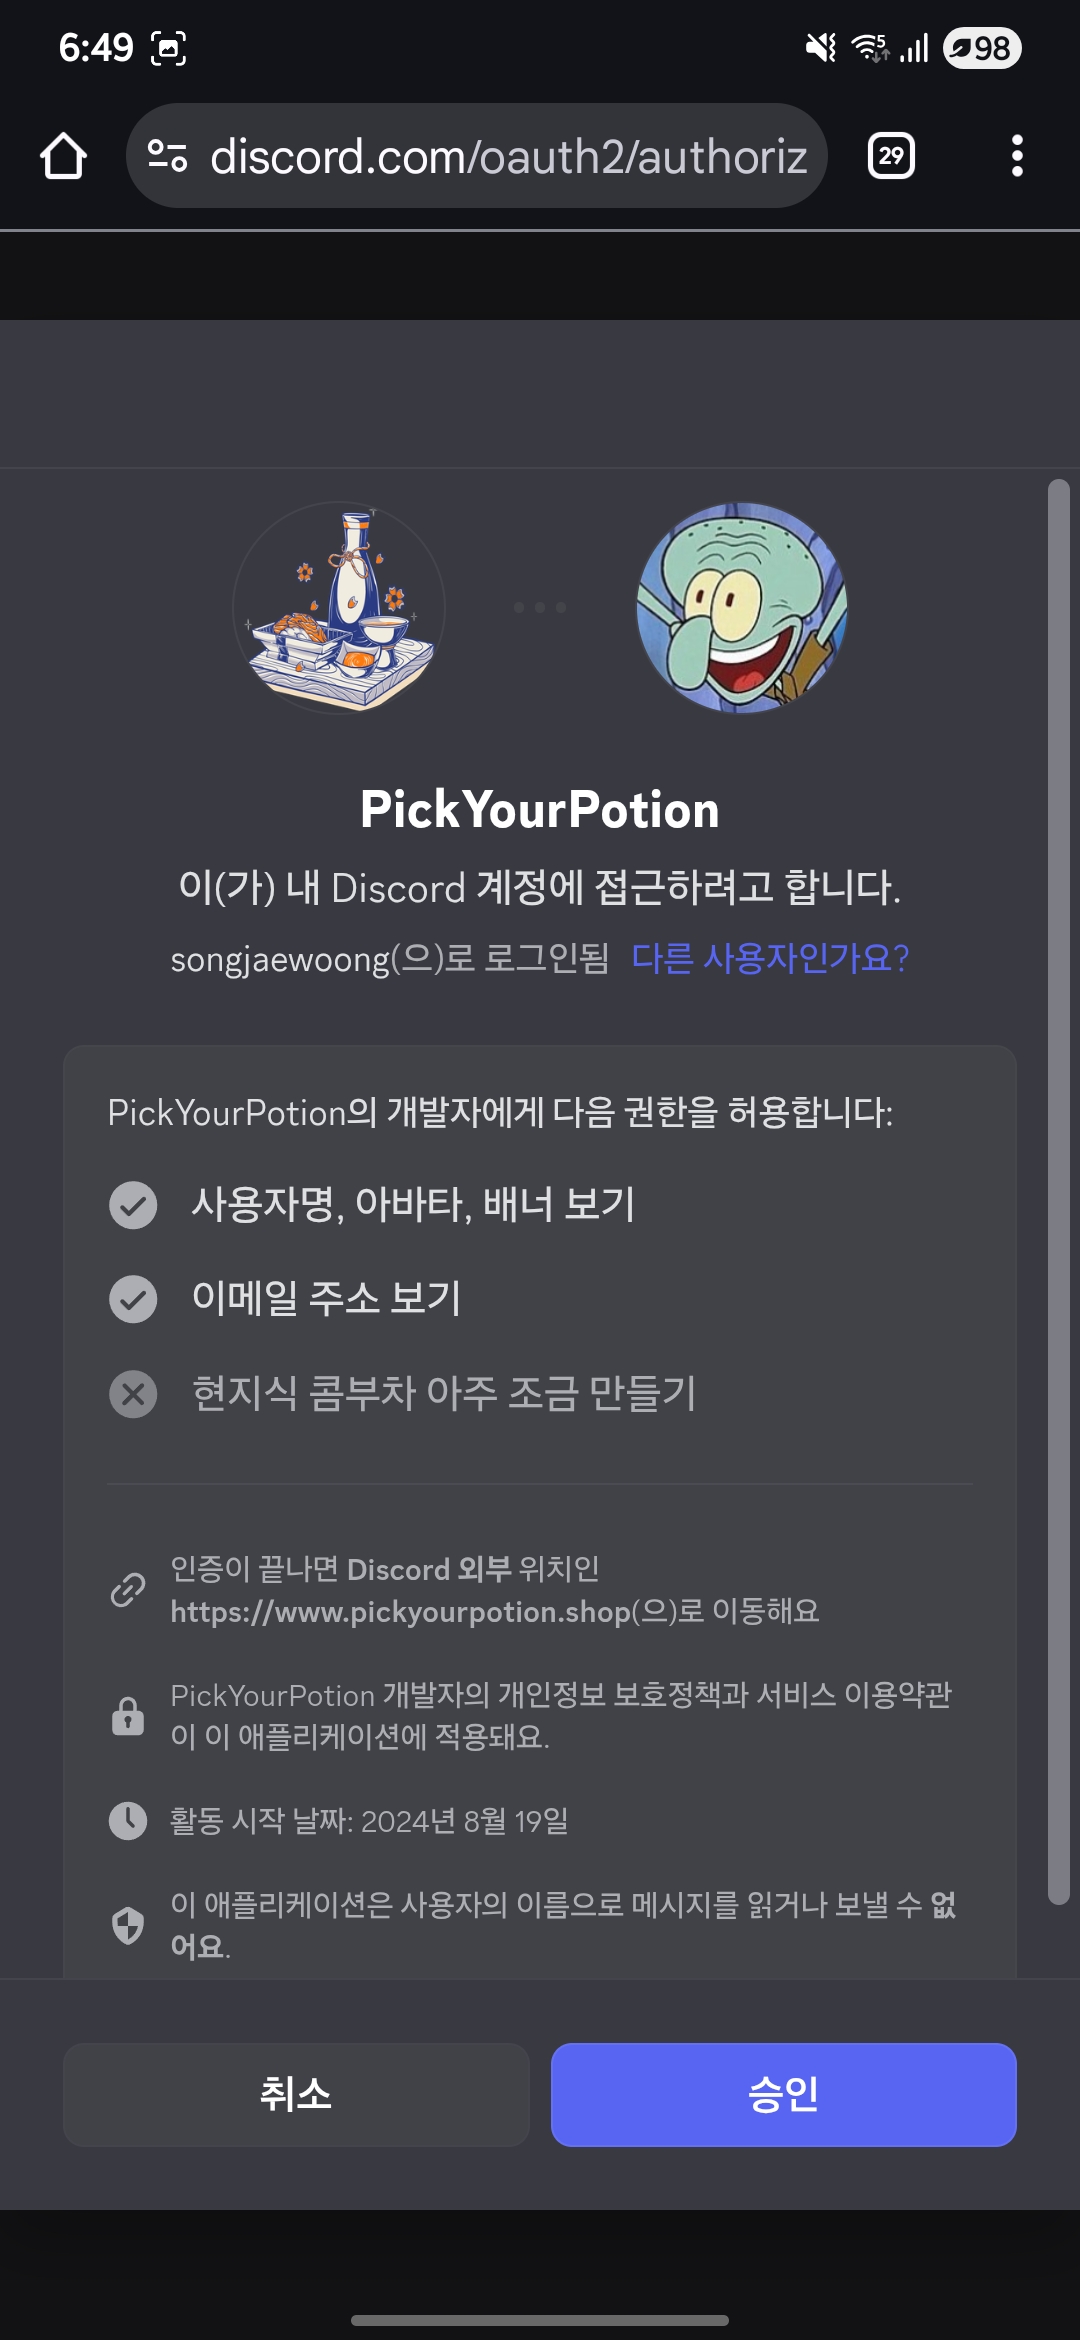 6:49
5
98
discord.com/oauth2/authoriz
29
PickYourPotion
이(가) 내 Discord 계정에 접근하려고 합니다.
songjaewoong(으)로 로그인됨 다른 사용자인가요?
PickYourPotion의 개발자에게 다음 권한을 허용합니다:
사용자명, 아바타, 배너 보기
이메일 주소 보기
현지식 콤부차 아주 조금 만들기
인증이 끝나면 Discord 외부 위치인
https://www.pickyourpotion.shop(으)로 이동해요
PickYourPotion 개발자의 개인정보 보호정책과 서비스 이용약관
이 이 애플리케이션에 적용돼요.
활동 시작 날짜: 2024년 8월 19일
이 애플리케이션은 사용자의 이름으로 메시지를 읽거나 보낼 수 없
어요.
취소
승인